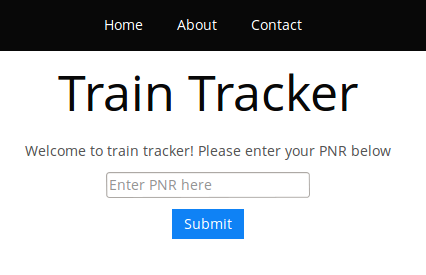 Home About Contact
Train Tracker
Welcome to train tracker! Please enter your PNR below
Enter PNR here
Submit